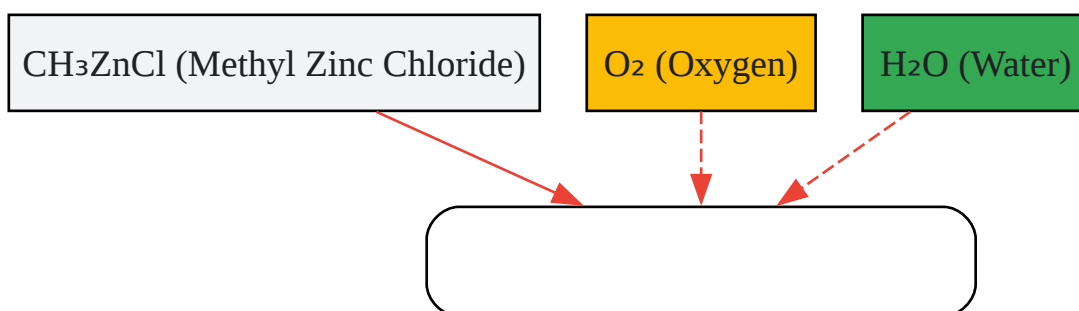 CH₃ZnCl (Methyl Zinc Chloride)
O₂ (Oxygen)
H₂O (Water)